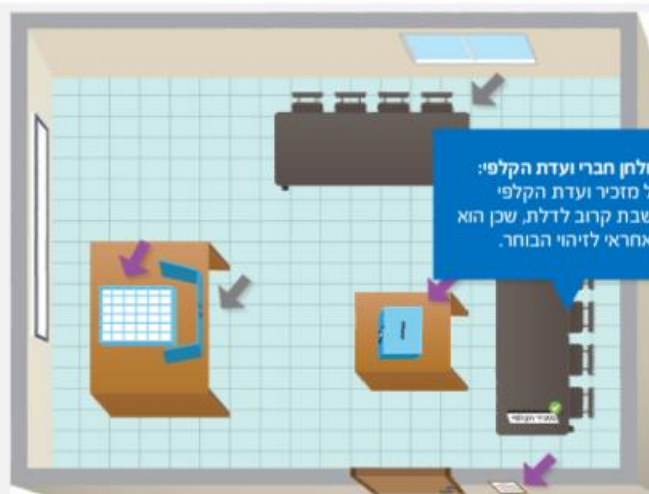 ולחן חברי ועדת הקלפי:
ל מזכיר ועדת הקלפי
שבת קרוב לדלת, שכן הוא
אחראי לזיהוי הבוחר.